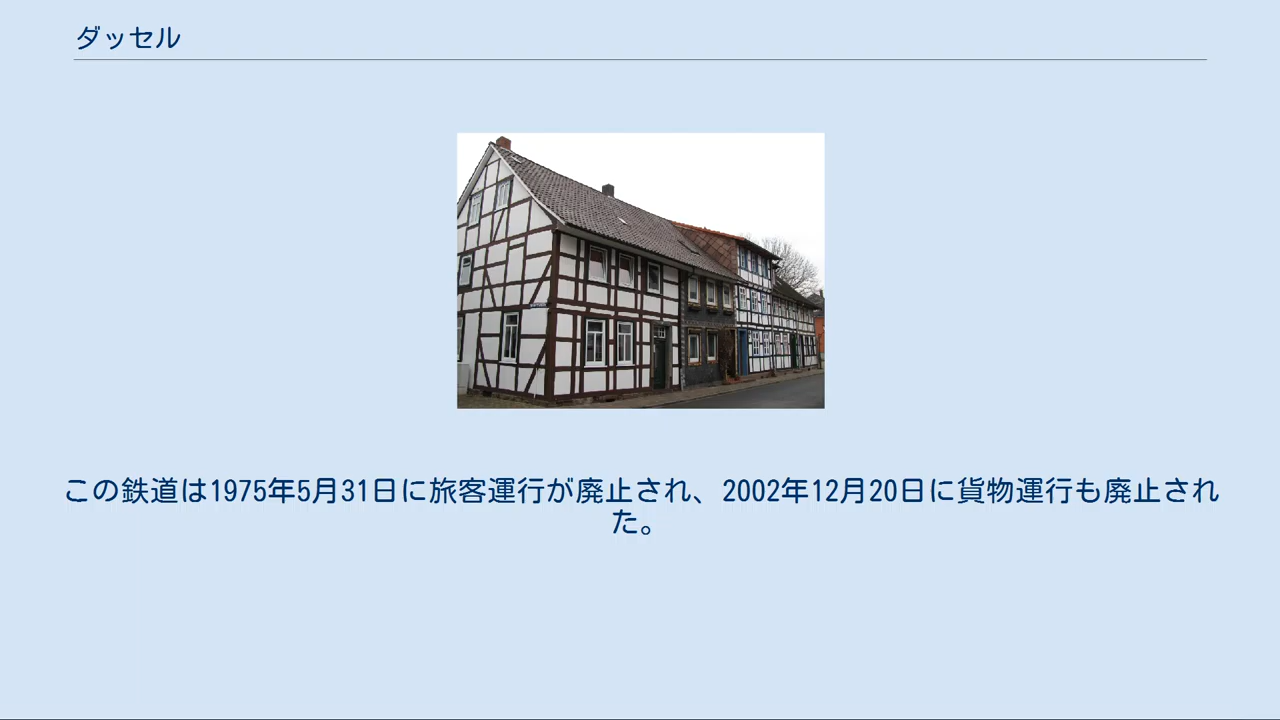 ダッセル
この鉄道は1975年5月31日に旅客運行が廃止され、2002年12月20日に貨物運行も廃止され
た。